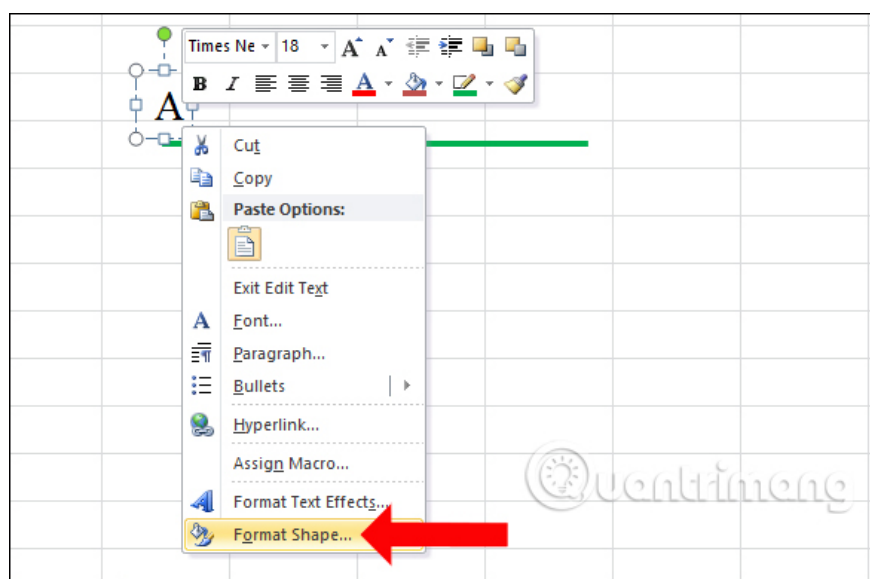 Times Ne 18 A A
B I A
A
Cut
Copy
Paste Options:
Exit Edit Text
A Font...
Paragraph...
Bullets
Hyperlink...
Assign Macro...
Format Text Effects...
Format Shape...
Quantrimang